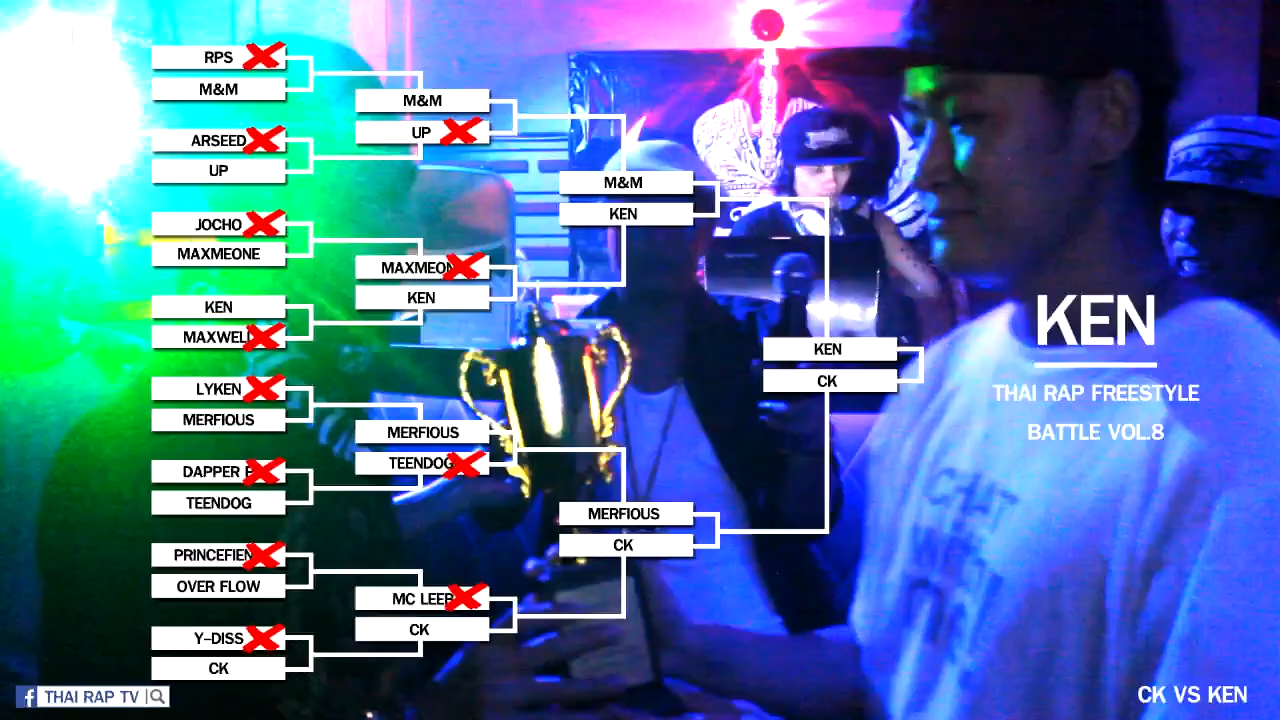 RPS
M&M
ARSEED
UP
JOCHO
MAXMEONE
KEN
MAXWELL
LYKEN
MERFIOUS
DAPPER
TEENDOG
PRINCEFIEN
OVER FLOW
Y-DISS
CK
M&M
UP
MAXMEON
KEN
MERFIOUS
TEENDOG
MC LEEB
CK
M&M
KEN
MERFIOUS
CK
KEN
CK
KEN
THAI RAP FREESTYLE
BATTLE VOL.8
f THAI RAP TV
CK VS KEN